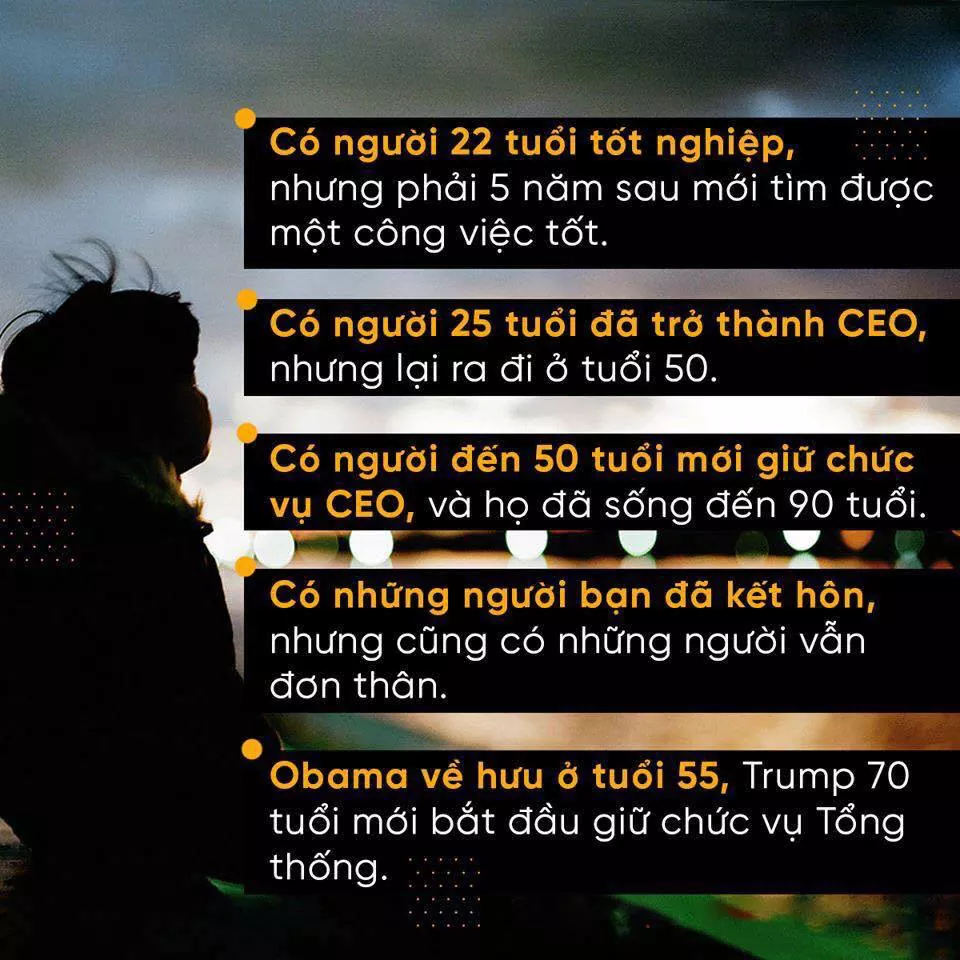 Có người 22 tuổi tốt nghiệp,
nhưng phải 5 năm sau mới tìm được
một công việc tốt.
Có người 25 tuổi đã trở thành CEO,
nhưng lại ra đi ở tuổi 50.
Có người đến 50 tuổi mới giữ chức
vụ CEO, và họ đã sống đến 90 tuổi.
Có những người bạn đã kết hôn,
nhưng cũng có những người vẫn
đơn thân.
Obama về hưu ở tuổi 55, Trump 70
tuổi mới bắt đầu giữ chức vụ Tổng
thống.